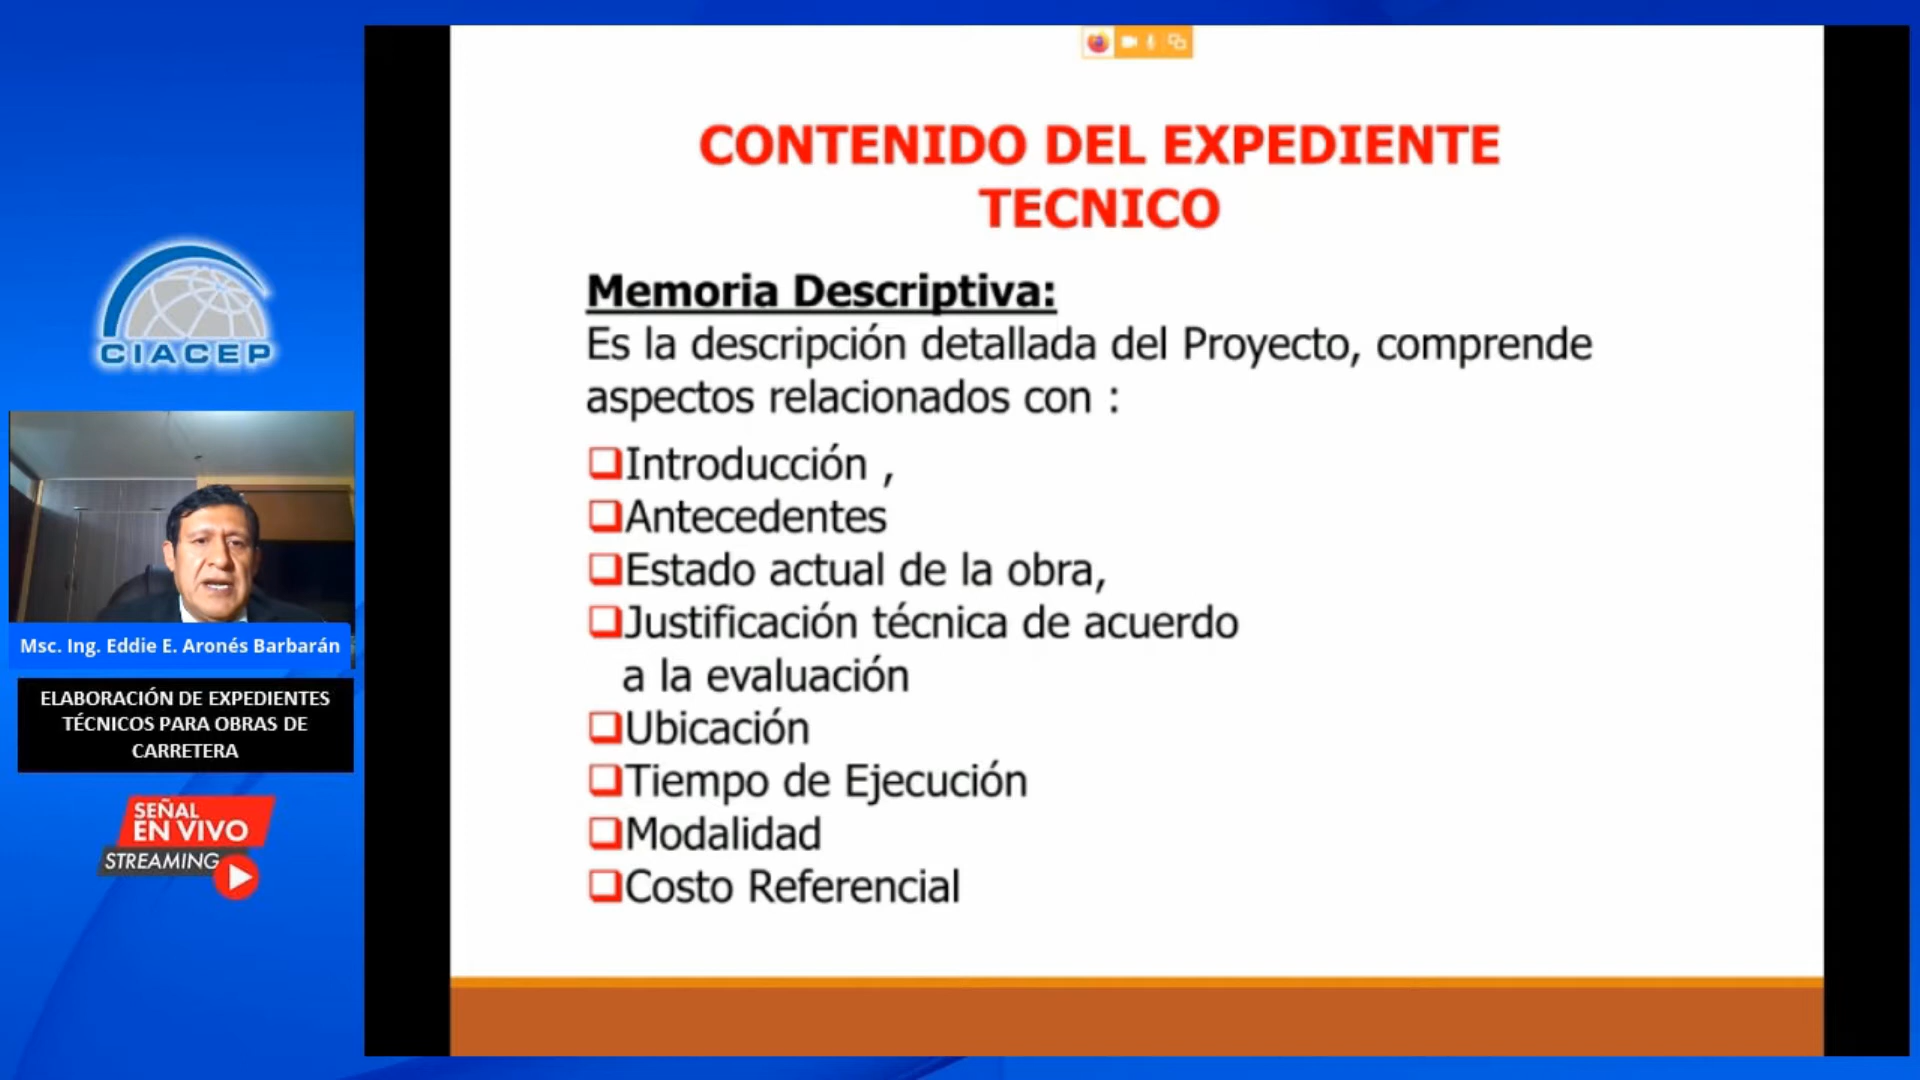 CIACEP
Msc. Ing. Eddie E. Aronés Barbarán
ELABORACIÓN DE EXPEDIENTES
TÉCNICOS PARA OBRAS DE
CARRETERA
SEÑAL
EN VIVO
STREAMING
CONTENIDO DEL EXPEDIENTE
TECNICO
Memoria Descriptiva:
Es la descripción detallada del Proyecto, comprende
aspectos relacionados con :
Introducción ,
Antecedentes
Estado actual de la obra,
Justificación técnica de acuerdo
a la evaluación
Ubicación
Tiempo de Ejecución
Modalidad
Costo Referencial